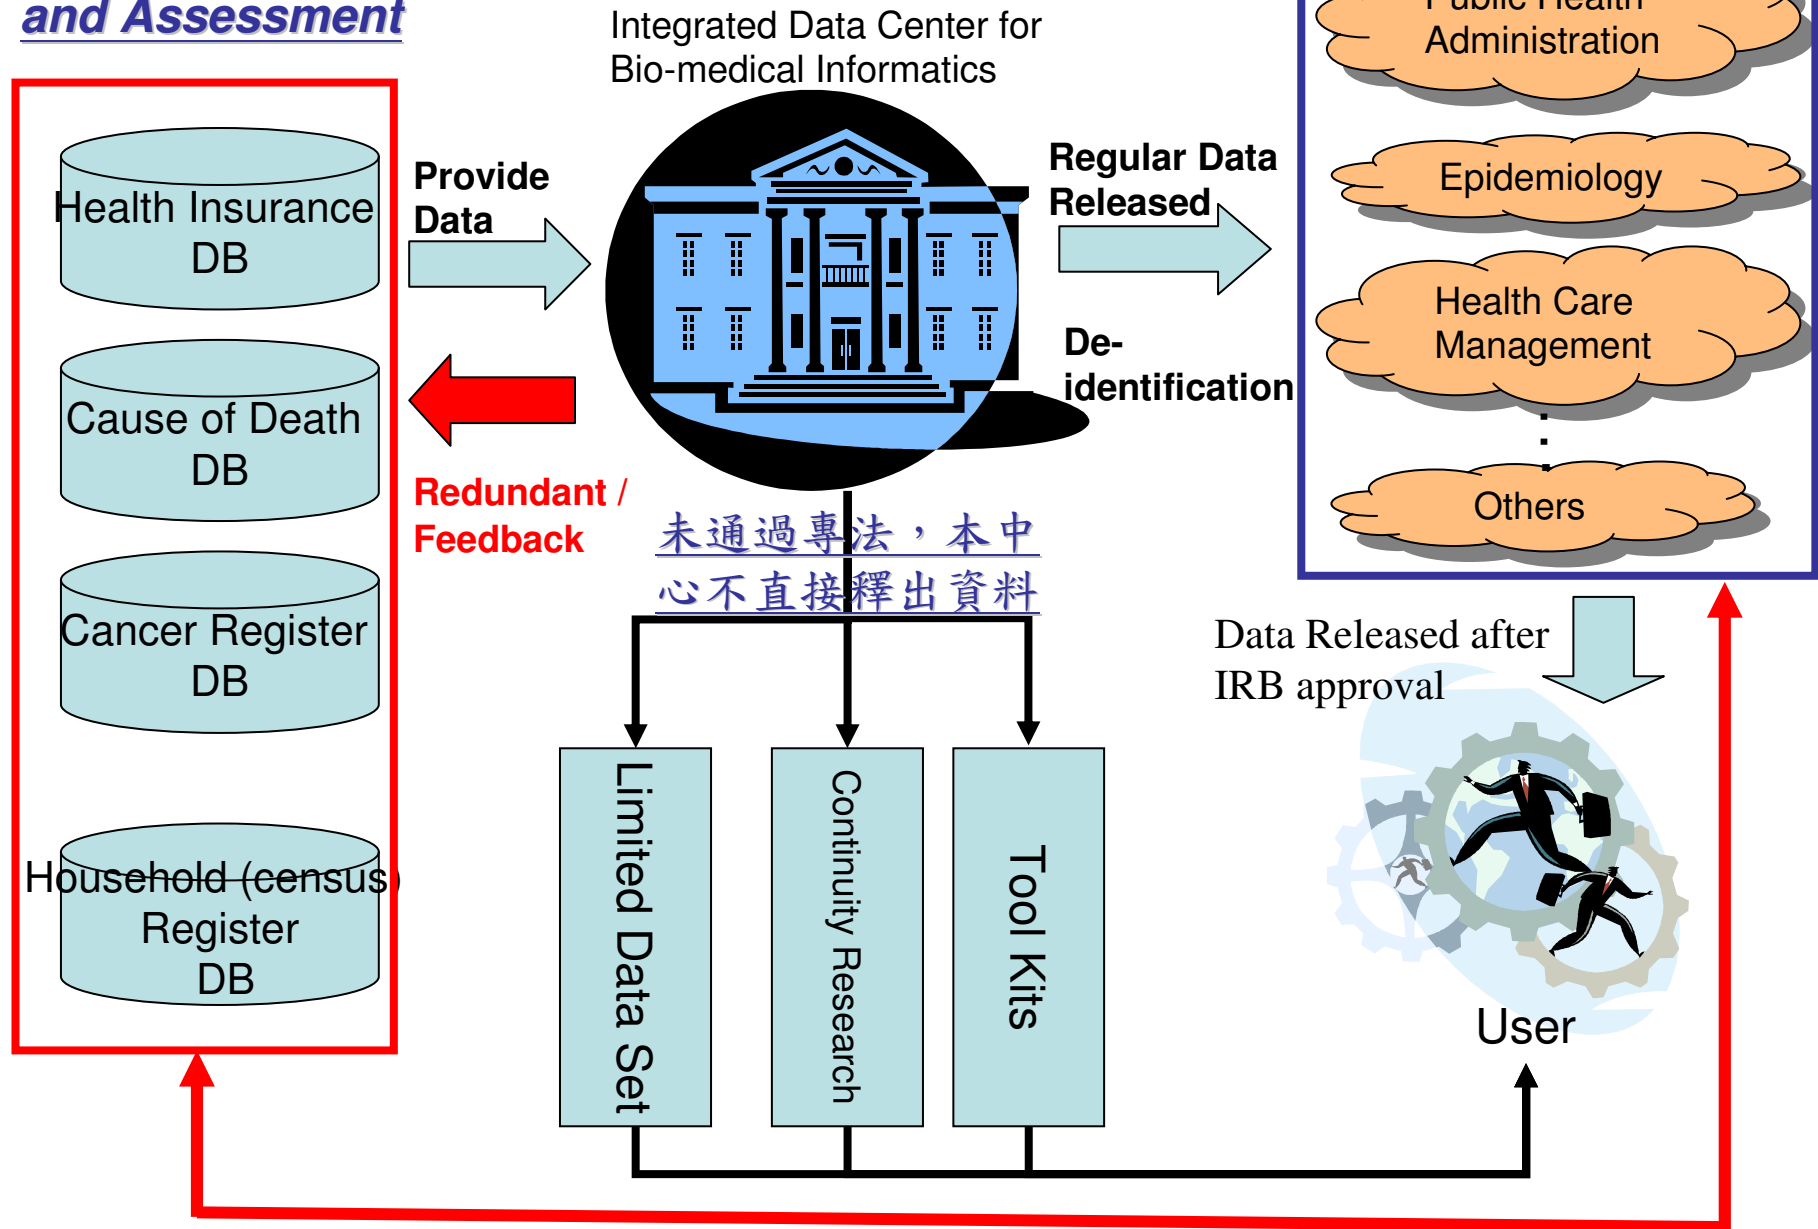 and Assessment
Integrated Data Center for
Bio-medical Informatics
Public Health
Administration
Health Insurance
DB
Provide
Data
Regular Data
Released
Epidemiology
Cause of Death
DB
De-
identification
Health Care
Management
Redundant /
Feedback
Others
未通過專法，本中
心不直接釋出資料
Cancer Register
DB
Data Released after
IRB approval
Household (census)
Register
DB
Limited Data Set
Continuity Research
Tool Kits
User